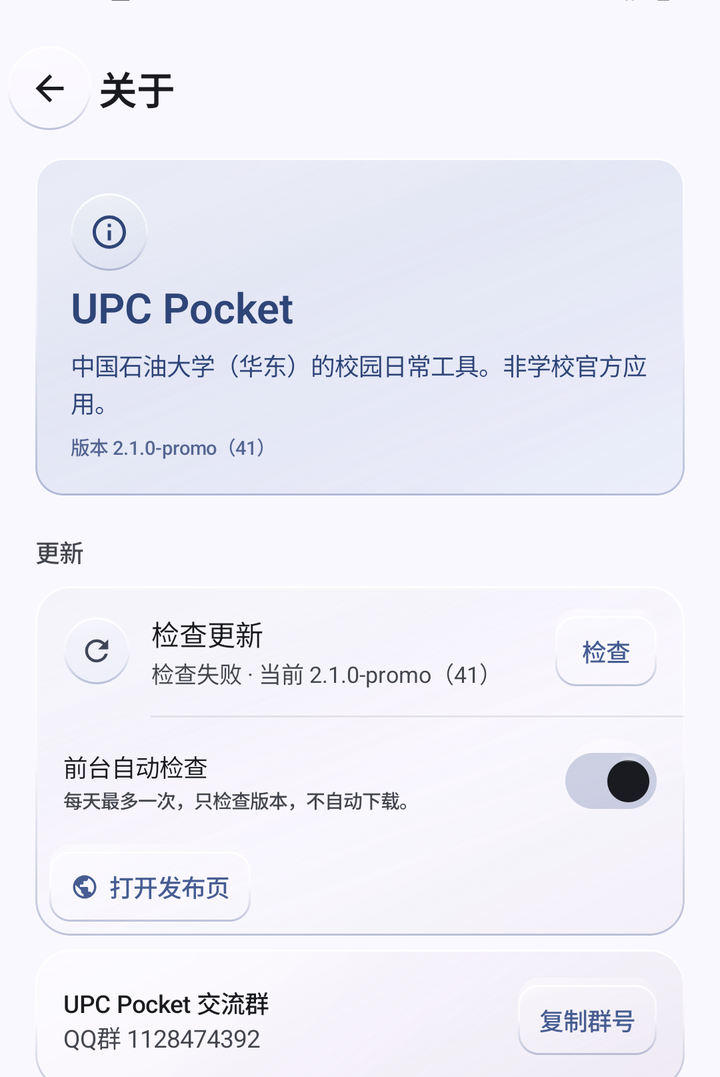 关于
UPC Pocket
中国石油大学（华东）的校园日常工具。非学校官方应
用。
版本 2.1.0-promo（41）
更新
检查更新
检查失败 · 当前 2.1.0-promo（41）
检查
前台自动检查
每天最多一次，只检查版本，不自动下载。
打开发布页
UPC Pocket 交流群
QQ群 1128474392
复制群号